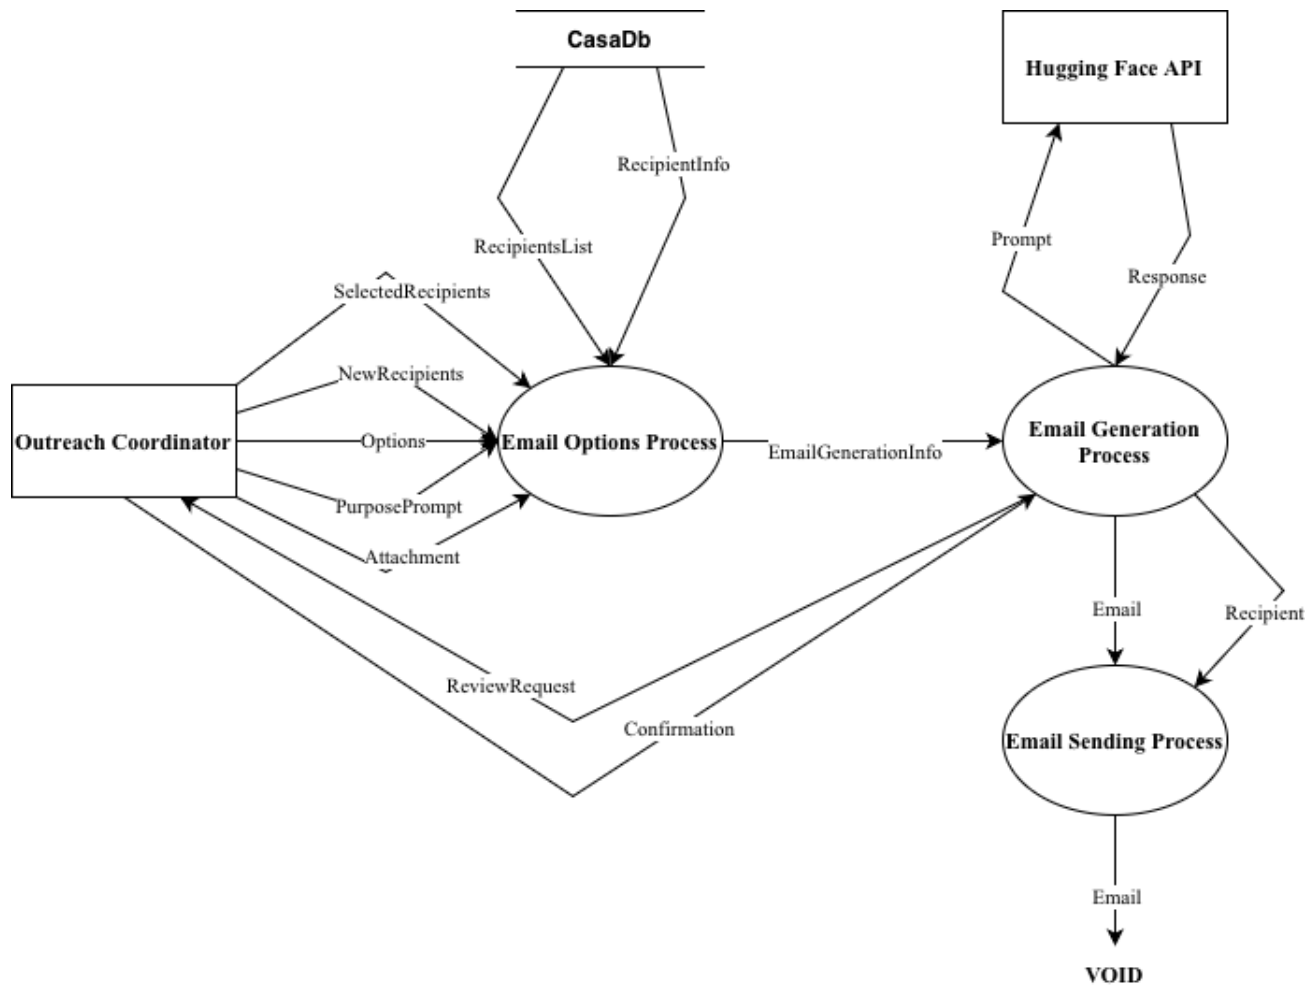 CasaDb
Hugging Face API
RecipientInfo
Prompt
RecipientsList
Response
SelectedRecipients
NewRecipients
Outreach Coordinator
Options
Email Options Process
EmailGenerationInfo
Email Generation
Process
PurposePrompt
Attachment
Email
Recipient
ReviewRequest
Confirmation
Email Sending Process
Email
VOID